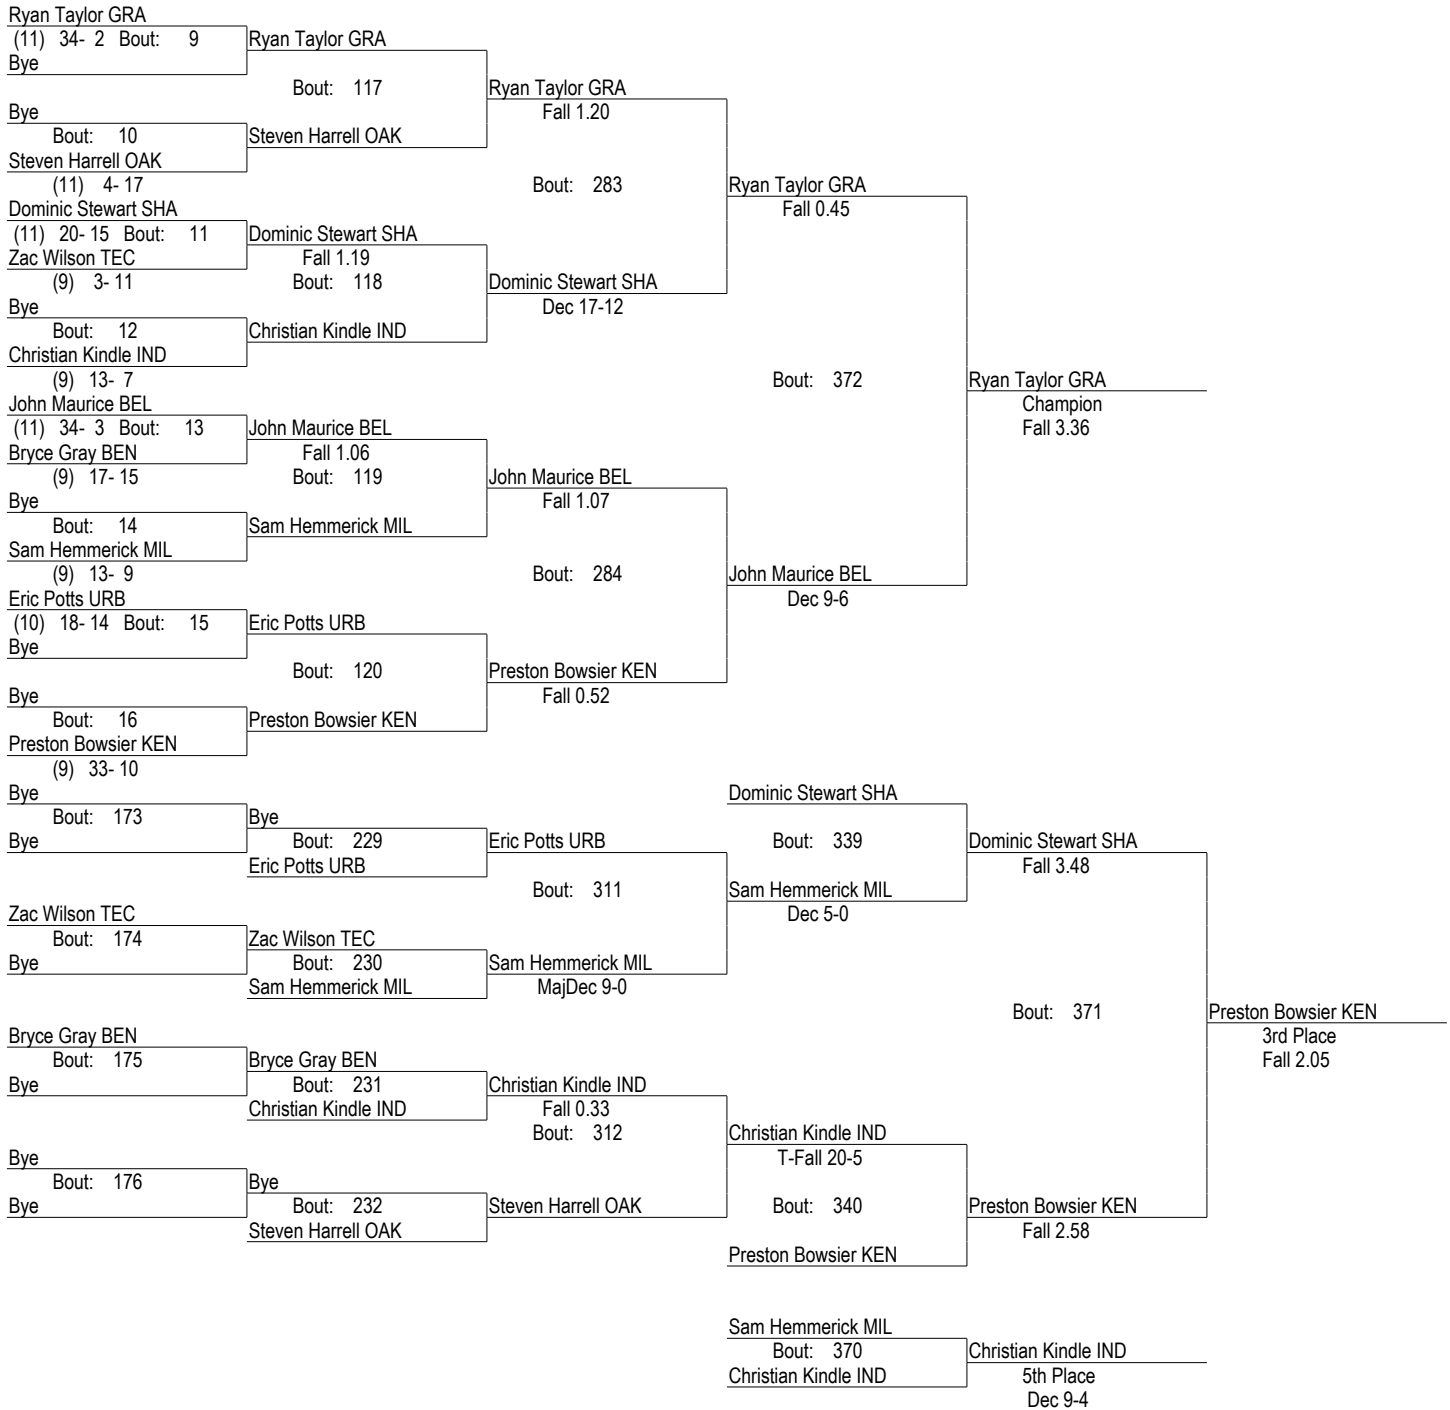 Ryan Taylor GRA
(11) 34- 2 Bout: 9 Ryan Taylor GRA
Bye
Bout: 117 Ryan Taylor GRA
Bye Fall 1.20
Bout: 10 Steven Harrell OAK
Steven Harrell OAK
(11) 4- 17 Bout: 283 Ryan Taylor GRA
Dominic Stewart SHA Fall 0.45
(11) 20- 15 Bout: 11 Dominic Stewart SHA
Zac Wilson TEC Fall 1.19
(9) 3- 11 Bout: 118 Dominic Stewart SHA
Bye Dec 17-12
Bout: 12 Christian Kindle IND
Christian Kindle IND
(9) 13- 7 Bout: 372 Ryan Taylor GRA
John Maurice BEL Champion
(11) 34- 3 Bout: 13 John Maurice BEL Fall 3.36
Bryce Gray BEN Fall 1.06
(9) 17- 15 Bout: 119 John Maurice BEL
Bye Fall 1.07
Bout: 14 Sam Hemmerick MIL
Sam Hemmerick MIL
(9) 13- 9 Bout: 284 John Maurice BEL
Eric Potts URB Dec 9-6
(10) 18- 14 Bout: 15 Eric Potts URB
Bye
Bout: 120 Preston Bowsier KEN
Bye Fall 0.52
Bout: 16 Preston Bowsier KEN
Preston Bowsier KEN
(9) 33- 10
Bye Dominic Stewart SHA
Bout: 173 Bye
Bye Bout: 229 Eric Potts URB Bout: 339 Dominic Stewart SHA
Eric Potts URB Fall 3.48
Bout: 311 Sam Hemmerick MIL
Zac Wilson TEC Dec 5-0
Bout: 174 Zac Wilson TEC
Bye Bout: 230 Sam Hemmerick MIL
Sam Hemmerick MIL MajDec 9-0
Bout: 371 Preston Bowsier KEN
Bryce Gray BEN 3rd Place
Bout: 175 Bryce Gray BEN Fall 2.05
Bye Bout: 231 Christian Kindle IND
Christian Kindle IND Fall 0.33
Bout: 312 Christian Kindle IND
Bye T-Fall 20-5
Bout: 176 Bye
Bye Bout: 232 Steven Harrell OAK Bout: 340 Preston Bowsier KEN
Steven Harrell OAK Fall 2.58
Preston Bowsier KEN
Sam Hemmerick MIL
Bout: 370 Christian Kindle IND
Christian Kindle IND 5th Place
Dec 9-4